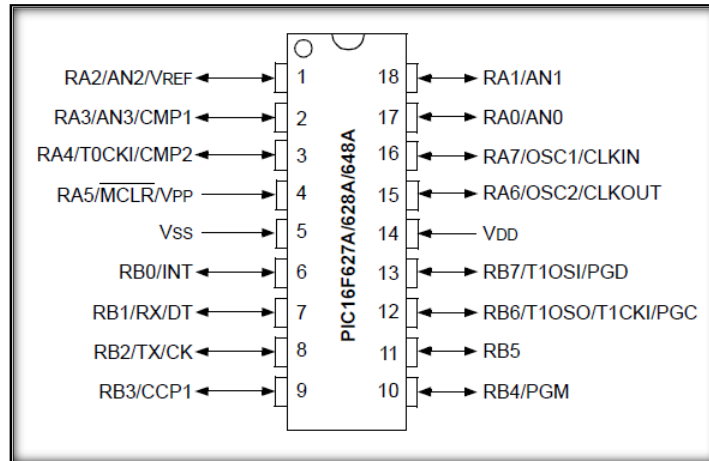 RA2/AN2/VREF 1 18 RA1/AN1
RA3/AN3/CMP1 2 17 RA0/AN0
RA4/T0CKI/CMP2 3 16 RA7/OSC1/CLKIN
RA5/MCLR/VPP 4 15 RA6/OSC2/CLKOUT
VSS 5 14 VDD
RB0/INT 6 13 RB7/T1OSI/PGD
RB1/RX/DT 7 12 RB6/T1OSO/T1CKI/PGC
RB2/TX/CK 8 11 RB5
RB3/CCP1 9 10 RB4/PGM
PIC16F627A/628A/648A